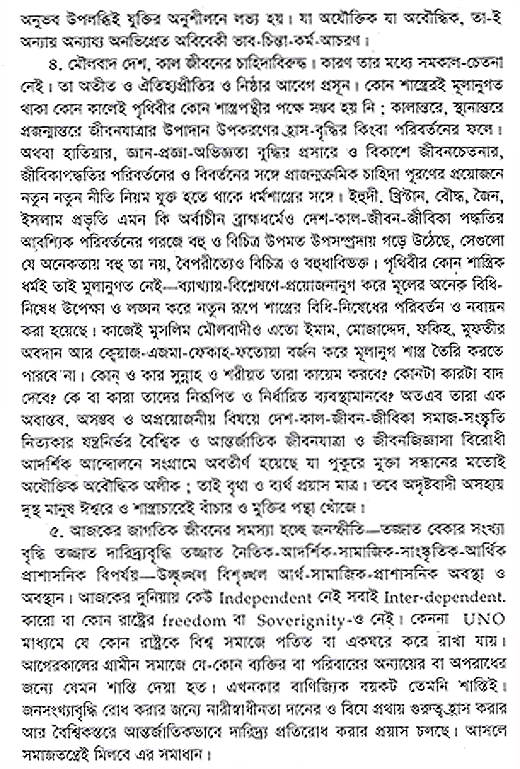 অনুভব উপলব্ধিই যুক্তির অনুশীলনে লভ্য হয়। যা অযৌক্তিক যা অবৌদ্ধিক, তা-ই
অন্যায় অন্যায্য অনভিপ্রেত অবিবেকী ভাব-চিন্তা-কর্ম-আচরণ।
৪. মৌলবাদ দেশ, কাল জীবনের চাহিদাবিরুদ্ধ। কারণ তার মধ্যে সমকাল-চেতনা
নেই। তা অতীত ও ঐতিহ্যপ্রীতির ও নিষ্ঠার আবেগ প্রসূন। কোন শাস্ত্রেরই মূলানুগত
থাকা কোন কালেই পৃথিবীর কোন শাস্ত্রপন্থীর পক্ষে সম্ভব হয় নি ; কালান্তরে, স্থানান্তরে
প্রজন্মান্তরে জীবনযাত্রার উপাদান উপকরণের হ্রাস-বৃদ্ধির কিংবা পরিবর্তনের ফলে।
অথবা হাতিয়ার, জ্ঞান-প্রজ্ঞা-অভিজ্ঞতা বুদ্ধির প্রসারে ও বিকাশে জীবনচেতনার,
জীবিকাপদ্ধতির পরিবর্তনের ও বিবর্তনের সঙ্গে প্রাজন্মক্রমিক চাহিদা পূরণের প্রয়োজনে
নতুন নতুন নীতি নিয়ম যুক্ত হতে থাকে ধর্মশাস্ত্রের সঙ্গে। ইহুদী, খ্রিস্টান, বৌদ্ধ, জৈন,
ইসলাম প্রভৃতি এমন কি অর্বাচীন ব্রাহ্মধর্মেও দেশ-কাল-জীবন-জীবিকা পদ্ধতির
আবশ্যিক পরিবর্তনের গরজে বহু ও বিচিত্র উপমত উপসম্প্রদায় গড়ে উঠেছে, সেগুলো
যে অনেকতায় বহু তা নয়, বৈপরীত্যেও বিচিত্র ও বহুধাবিভক্ত। পৃথিবীর কোন শাস্ত্রিক
ধর্মই তাই মূলানুগত নেই—ব্যাখ্যায়-বিশ্লেষণে-প্রয়োজনানুগ করে মূলের অনেক বিধি-
নিষেধ উপেক্ষা ও লঙ্ঘন করে নতুন রূপে শাস্ত্রের বিধি-নিষেধের পরিবর্তন ও নবায়ন
করা হয়েছে। কাজেই মুসলিম মৌলবাদীও এতো ইমাম, মোজাদ্দেদ, ফকিহ, মুফতীর
অবদান আর কেয়াজ-এজমা-ফেকাহ-ফতোয়া বর্জন করে মূলানুগ শাস্ত্র তৈরি করতে
পারবে না। কোন্ ও কার সুন্নাহ ও শরীয়ত তারা কায়েম করবে? কোনটা কারটা বাদ
দেবে? কে বা কারা তাদের নিরূপিত ও নির্ধারিত ব্যবস্থামানবে? অতএব তারা এক
অবাস্তব, অসম্ভব ও অপ্রয়োজনীয় বিষয়ে দেশ-কাল-জীবন-জীবিকা সমাজ-সংস্কৃতি
নিত্যকার যন্ত্রনির্ভর বৈশ্বিক ও আন্তর্জাতিক জীবনযাত্রা ও জীবনজিজ্ঞাসা বিরোধী
আদর্শিক আন্দোলনে সংগ্রামে অবতীর্ণ হয়েছে যা পুকুরে মুক্তা সন্ধানের মতোই
অযৌক্তিক অবৌদ্ধিক অলীক ; তাই বৃথা ও ব্যর্থ প্রয়াস মাত্র। তবে অদৃষ্টবাদী অসহায়
দুস্থ মানুষ ঈশ্বরে ও শাস্ত্রাচারেই বাঁচার ও মুক্তির পন্থা খোঁজে।
৫. আজকের জাগতিক জীবনের সমস্যা হচ্ছে জনস্ফীতি—তজ্জাত বেকার সংখ্যা
বৃদ্ধি তজ্জাত দারিদ্র্যবৃদ্ধি তজ্জাত নৈতিক-আদর্শিক-সামাজিক-সাংস্কৃতিক-আর্থিক
প্রাশাসনিক বিপর্যয়—উচ্ছৃঙ্খল বিশৃঙ্খল আর্থ-সামাজিক-প্রাশাসনিক অবস্থা ও
অবস্থান। আজকের দুনিয়ায় কেউ Independent নেই সবাই Inter-dependent.
কারো বা কোন রাষ্ট্রের freedom বা Soverignity-ও নেই। কেননা UNO
মাধ্যমে যে কোন রাষ্ট্রকে বিশ্ব সমাজে পতিত বা একঘরে করে রাখা যায়।
আগেরকালের গ্রামীন সমাজে যে-কোন ব্যক্তির বা পরিবারের অন্যায়ের বা অপরাধের
জন্যে যেমন শাস্তি দেয়া হত। এখনকার বাণিজ্যিক বয়কট তেমনি শাস্তিই।
জনসংখ্যাবৃদ্ধি রোধ করার জন্যে নারীস্বাধীনতা দানের ও বিযে প্রথায় গুরুত্ব হ্রাস করার
আর বৈশ্বিকস্তরে আন্তর্জাতিকভাবে দারিদ্র্য প্রতিরোধ করার প্রয়াস চলছে। আসলে
সমাজতন্ত্রেই মিলবে এর সমাধান।